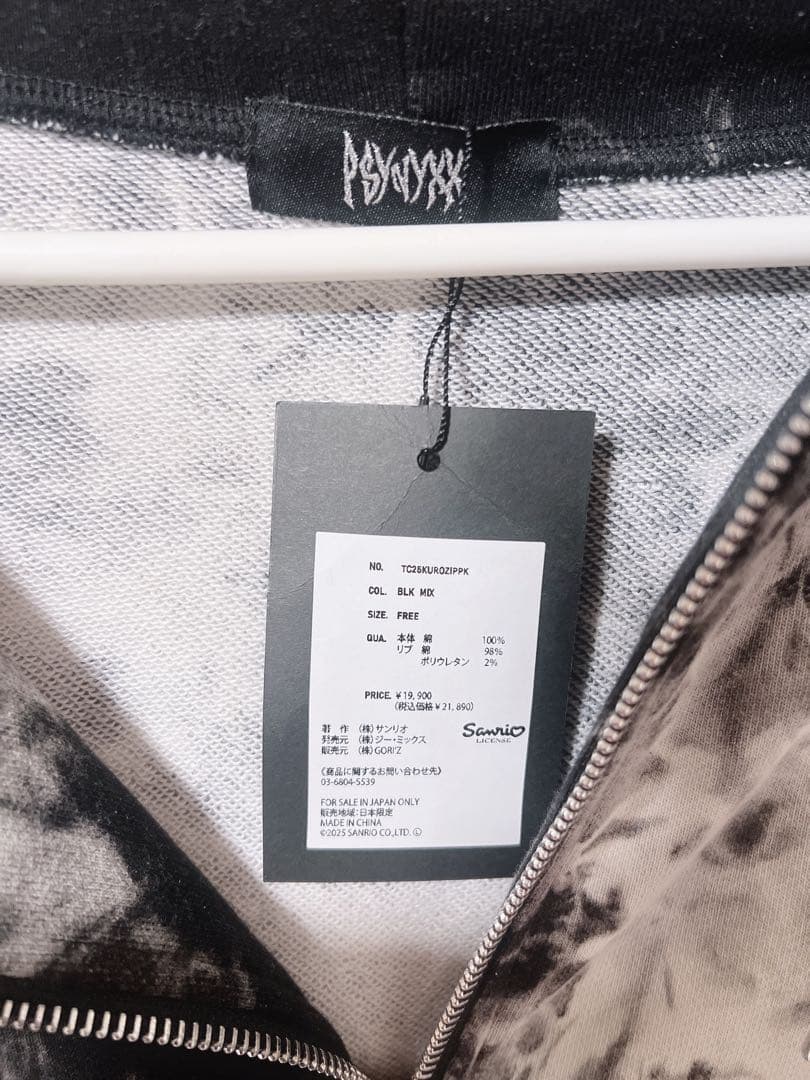 PSYNYXX
NO. TC25KUROZIPPK
COL. BLK MIX
SIZE. FREE
QUA. 本体 綿 100%
リブ 綿 98%
ポリウレタン 2%
PRICE. ¥19,900
(税込価格¥21,890)
著 作 (株)サンリオ
発売元 (株)ジー・ミックス
販売元 (株)GORI'Z
Sanrio
LICENSE
《商品に関するお問い合わせ先》
03-6804-5539
FOR SALE IN JAPAN ONLY
販売地域:日本限定
MADE IN CHINA
©2025 SANRIO CO.,LTD. Ⓛ